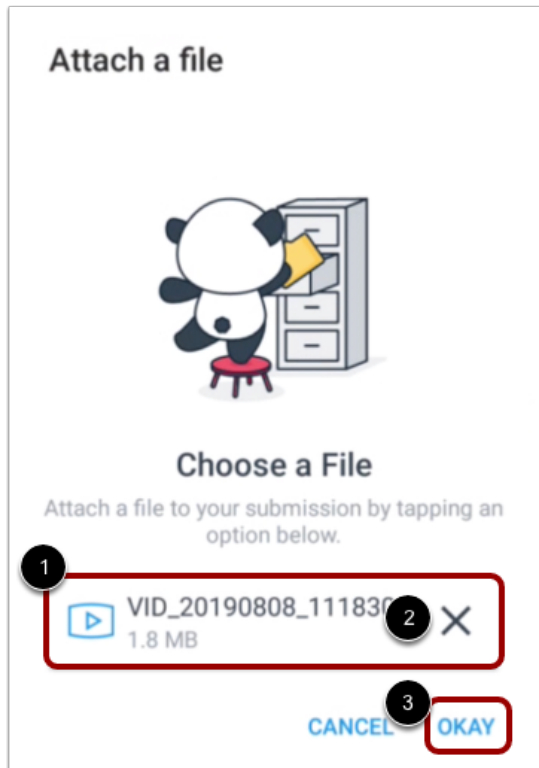 Attach a file
Choose a File
Attach a file to your submission by tapping an
option below.
1
VID_20190808_111830
2
1.8 MB
3
CANCEL
OKAY